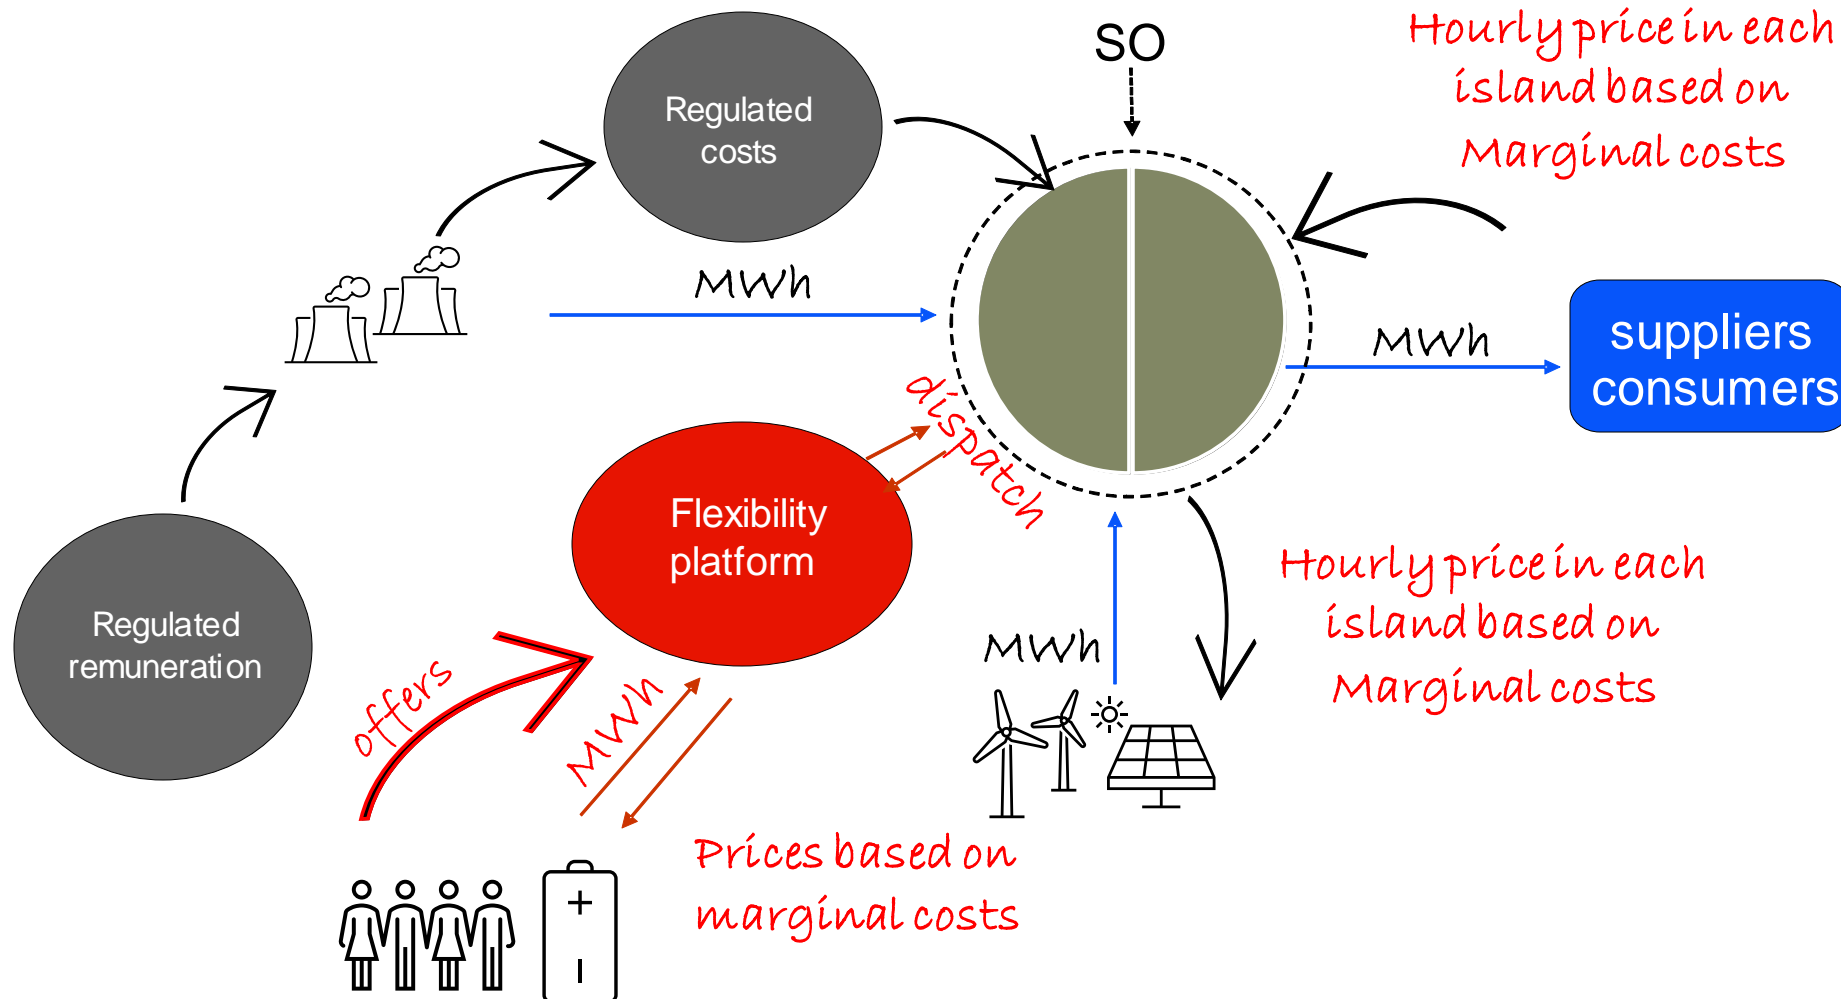 SO
Hourly price in each
island based on
Marginal costs
Regulated
costs
MWh
MWh
suppliers
consumers
dispatch
Flexibility
platform
Hourly price in each
island based on
Marginal costs
Regulated
remuneration
MWh
offers
MWh
Prices based on
marginal costs
+
-